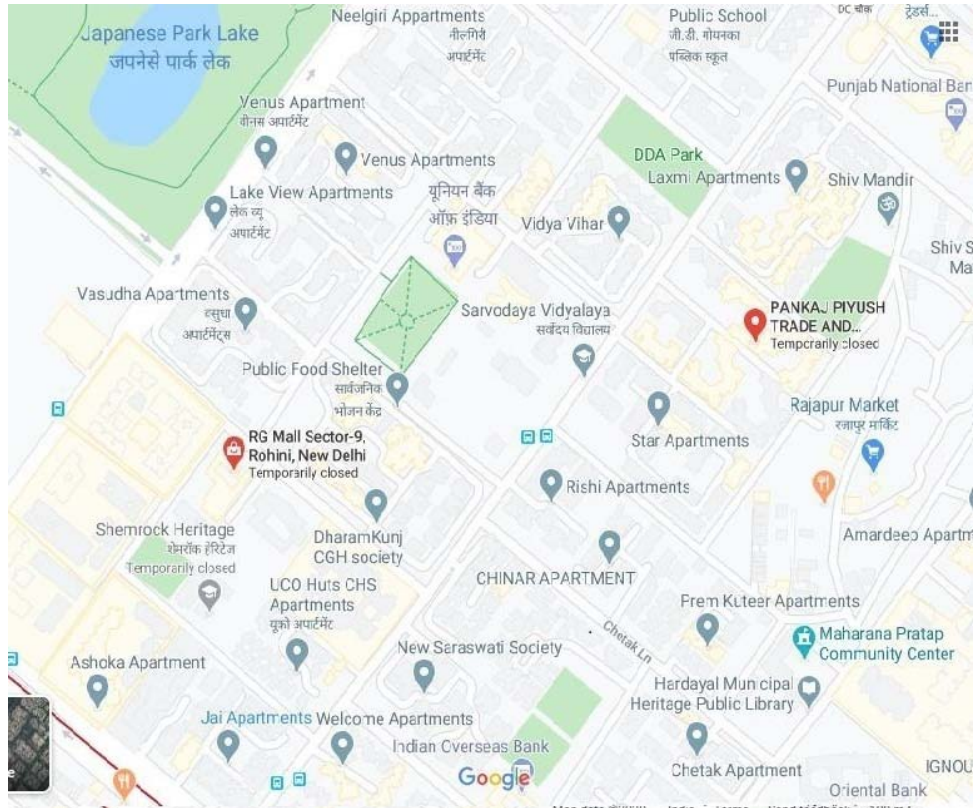 Neelgiri Appartments
नीलगिरी
अपार्टमेंट
Public School
जी.डी. गोयनका
पब्लिक स्कूल
DC चौक
ट्रेडर्स...
Japanese Park Lake
जपनेसे पार्क लेक
Punjab National Ban
Venus Apartment
वीनस अपार्टमेंट
Venus Apartments
DDA Park
Laxmi Apartments
Shiv Mandir
Lake View Apartments
लेक व्यू
अपार्टमेंट
यूनियन बैंक
ऑफ़ इंडिया
Vidya Vihar
Shiv S
Ma
Vasudha Apartments
वसुधा
अपार्टमेंट्स
Sarvodaya Vidyalaya
सर्वोदय विद्यालय
PANKAJ PIYUSH
TRADE AND...
Temporarily closed
Public Food Shelter
सार्वजनिक
भोजन केंद्र
Rajapur Market
रजापुर मार्किट
RG Mall Sector-9,
Rohini, New Delhi
Temporarily closed
Star Apartments
Rishi Apartments
Shemrock Heritage
शेमरॉक हेरिटेज
Temporarily closed
DharamKunj
CGH society
Amardeep Apartm
UCO Huts CHS
Apartments
यूको अपार्टमेंट
CHINAR APARTMENT
Prem Kuteer Apartments
Chetak Ln
Maharana Pratap
Community Center
Ashoka Apartment
New Saraswati Society
Hardayal Municipal
Heritage Public Library
Jai Apartments
Welcome Apartments
Indian Overseas Bank
Google
Chetak Apartment
IGNOU
Oriental Bank